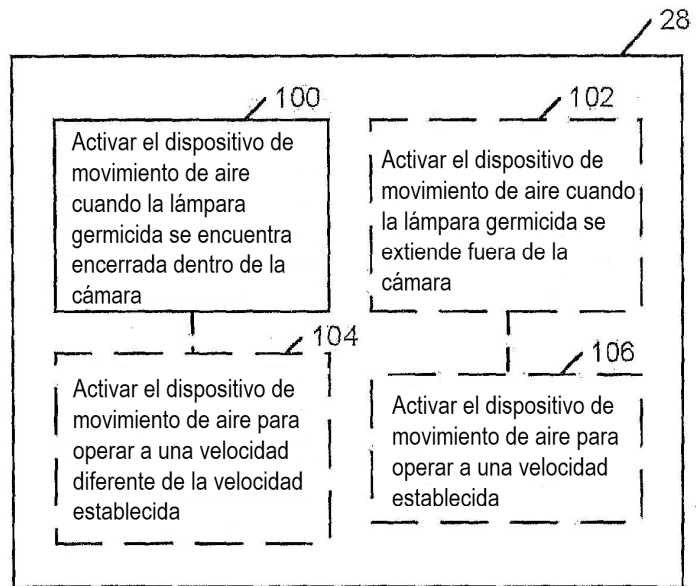 28
100
Activar el dispositivo de
movimiento de aire
cuando la lámpara
germicida se encuentra
encerrada dentro de la
cámara
102
Activar el dispositivo de
movimiento de aire cuando
la lámpara germicida se
extiende fuera de la
cámara
104
Activar el dispositivo de
movimiento de aire para
operar a una velocidad
diferente de la velocidad
establecida
106
Activar el dispositivo de
movimiento de aire para
operar a una velocidad
establecida